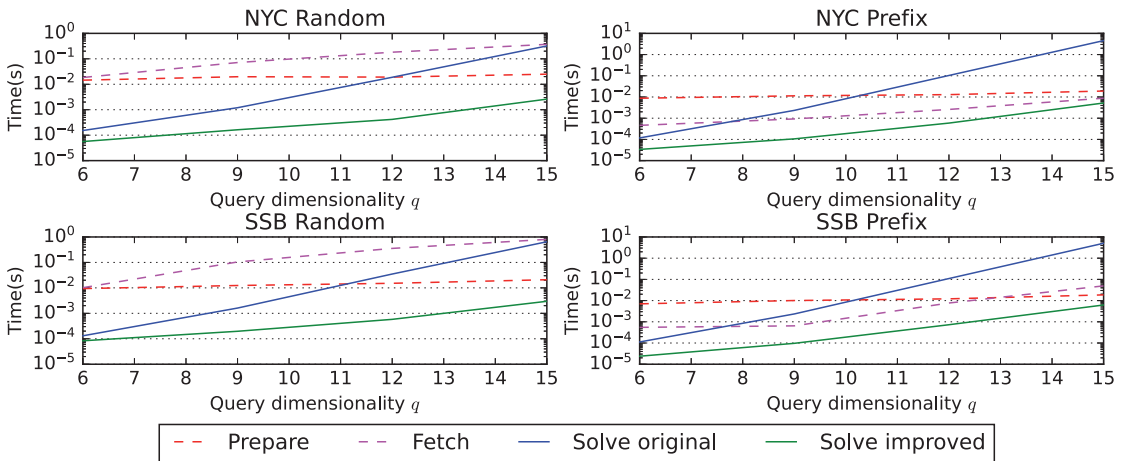 NYC Random
Time(s)
10^0
10^-1
10^-2
10^-3
10^-4
10^-5
6 7 8 9 10 11 12 13 14 15
Query dimensionality q
NYC Prefix
Time(s)
10^1
10^0
10^-1
10^-2
10^-3
10^-4
10^-5
6 7 8 9 10 11 12 13 14 15
Query dimensionality q
SSB Random
Time(s)
10^0
10^-1
10^-2
10^-3
10^-4
10^-5
6 7 8 9 10 11 12 13 14 15
Query dimensionality q
SSB Prefix
Time(s)
10^1
10^0
10^-1
10^-2
10^-3
10^-4
10^-5
6 7 8 9 10 11 12 13 14 15
Query dimensionality q
Prepare Fetch Solve original Solve improved